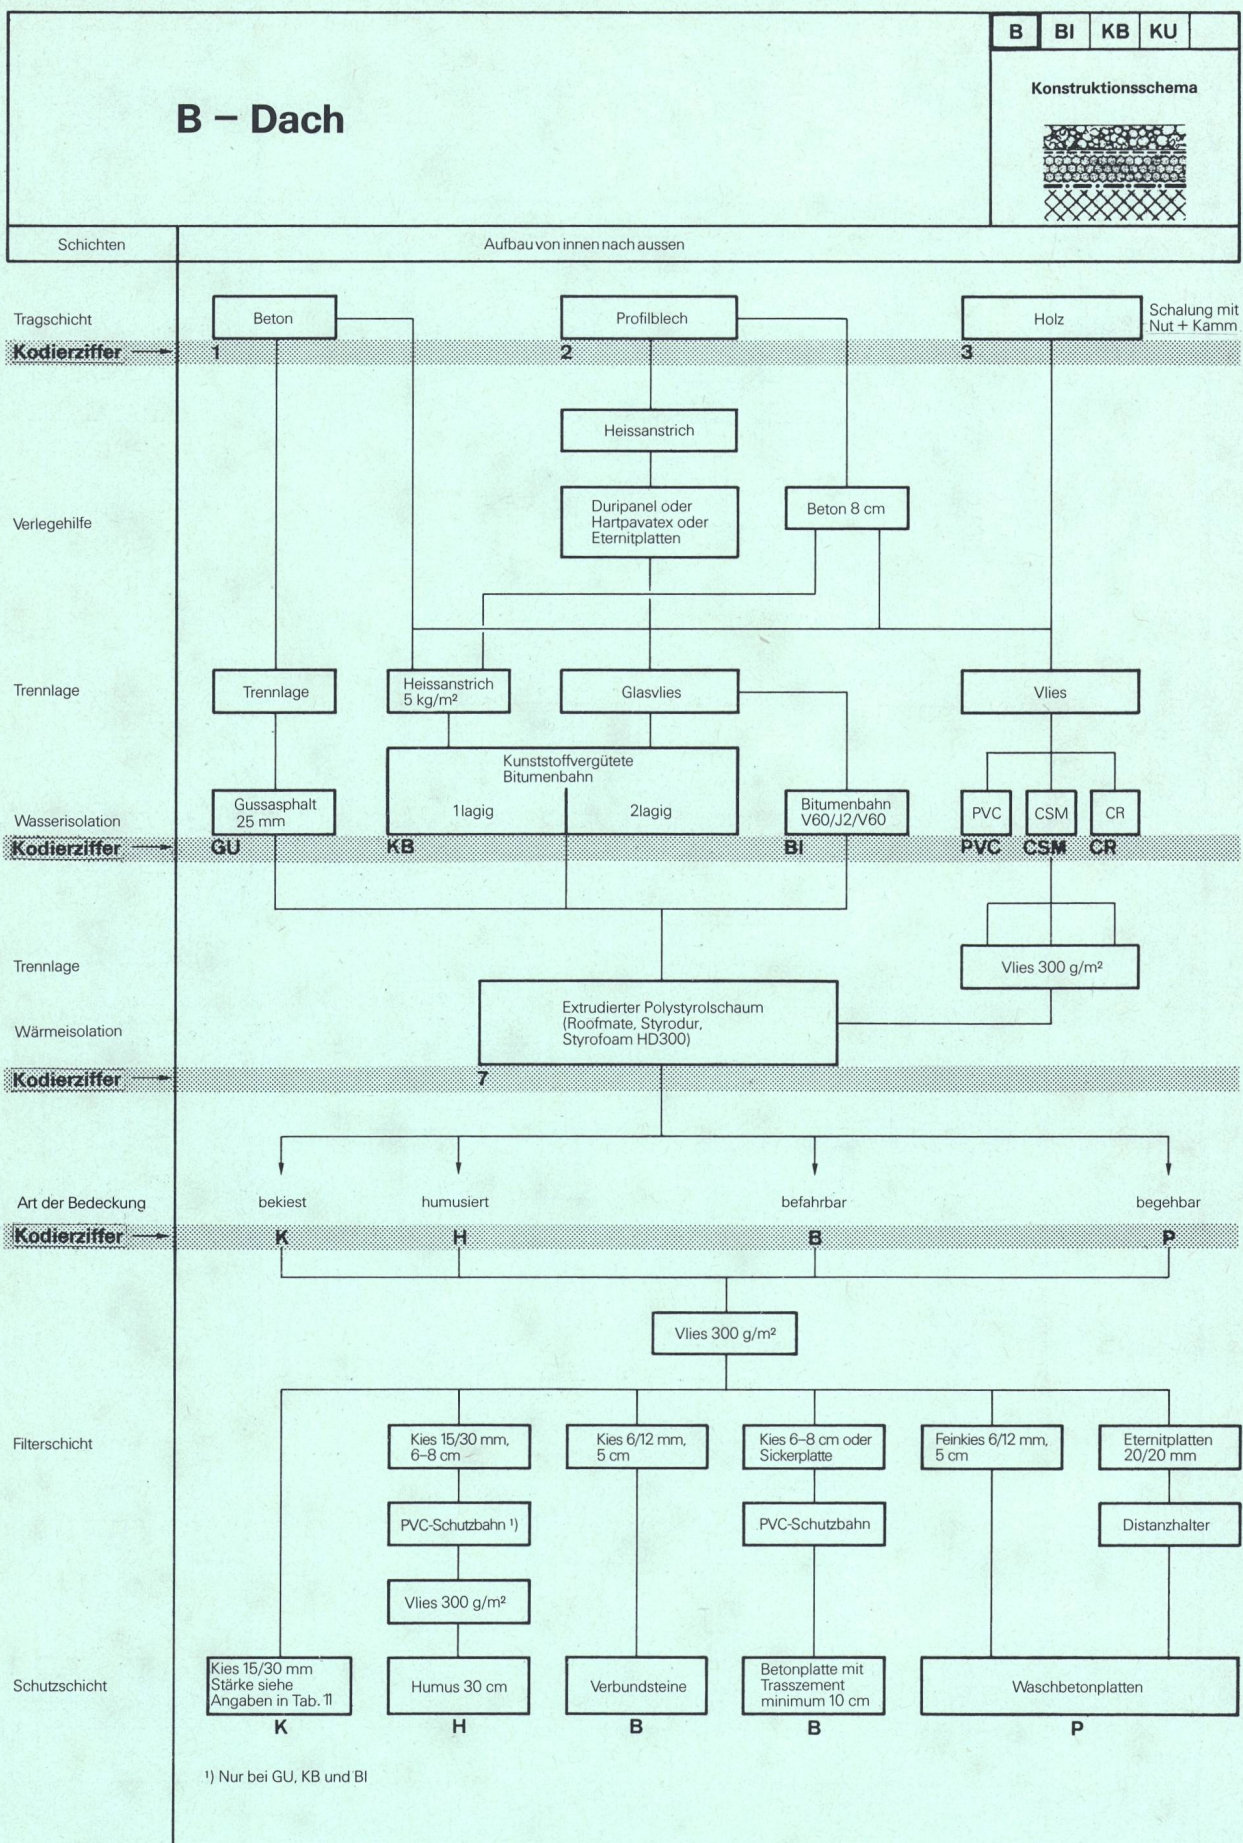 B BI KB KU
Konstruktionsschema
B – Dach
Schichten
Aufbau von innen nach aussen
Tragschicht
Beton
Profilblech
Holz
Schalung mit
Nut + Kamm
Kodierziffer
1
2
3
Heissanstrich
Verlegehilfe
Duripanel oder
Hartpavatex oder
Eternitplatten
Beton 8 cm
Trennlage
Trennlage
Heissanstrich
5 kg/m²
Glasvlies
Vlies
Kunststoffvergütete
Bitumenbahn
1lagig
2lagig
Wasserisolation
Gussasphalt
25 mm
Bitumenbahn
V60/J2/V60
PVC
CSM
CR
Kodierziffer
GU
KB
BI
PVC
CSM
CR
Trennlage
Vlies 300 g/m²
Wärmeisolation
Extrudierter Polystyrolschaum
(Roofmate, Styrodur,
Styrofoam HD300)
Kodierziffer
7
Art der Bedeckung
bekiest
humusiert
befahrbar
begehbar
Kodierziffer
K
H
B
P
Vlies 300 g/m²
Filterschicht
Kies 15/30 mm,
6–8 cm
Kies 6/12 mm,
5 cm
Kies 6–8 cm oder
Sickerplatte
Feinkies 6/12 mm,
5 cm
Eternitplatten
20/20 mm
PVC-Schutzbahn ¹)
PVC-Schutzbahn
Distanzhalter
Vlies 300 g/m²
Schutzschicht
Kies 15/30 mm
Stärke siehe
Angaben in Tab. 11
Humus 30 cm
Verbundsteine
Betonplatte mit
Trasszement
minimum 10 cm
Waschbetonplatten
K
H
B
B
P
¹) Nur bei GU, KB und BI